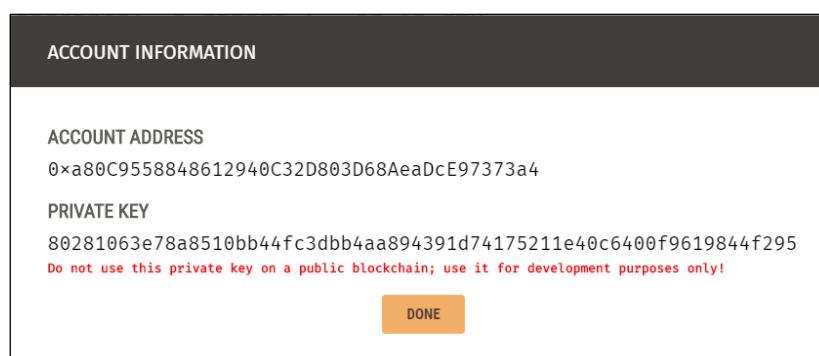 ACCOUNT INFORMATION
ACCOUNT ADDRESS
0×a80C9558848612940C32D803D68AeaDcE97373a4
PRIVATE KEY
80281063e78a8510bb44fc3dbb4aa894391d74175211e40c6400f9619844f295
Do not use this private key on a public blockchain; use it for development purposes only!
DONE